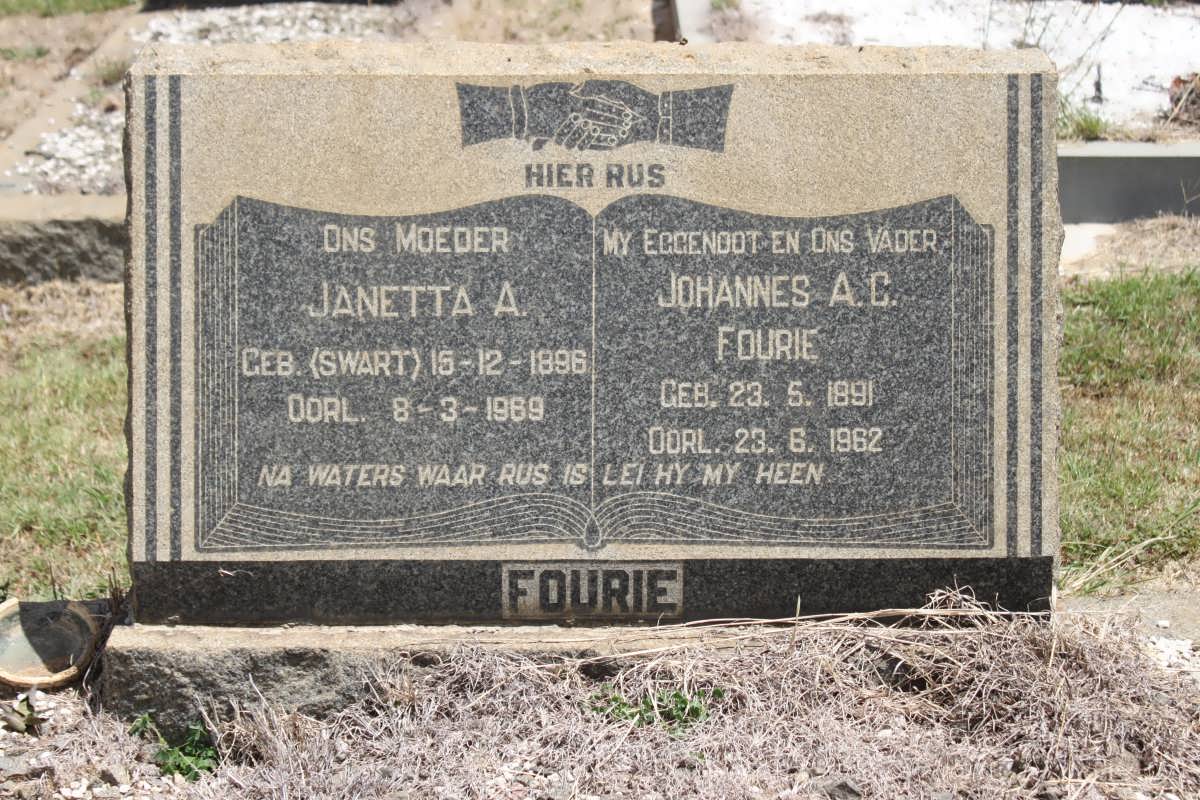 HIER RUS
ONS MOEDER
JANETTA A.
GEB. (SWART) 15-12-1896
OORL. 8-3-1969
MY EGGENOOT EN ONS VADER
JOHANNES A. C.
FOURIE
GEB. 23. 5. 1891
OORL. 23. 6. 1962
NA WATERS WAAR RUS IS LEI HY MY HEEN
FOURIE